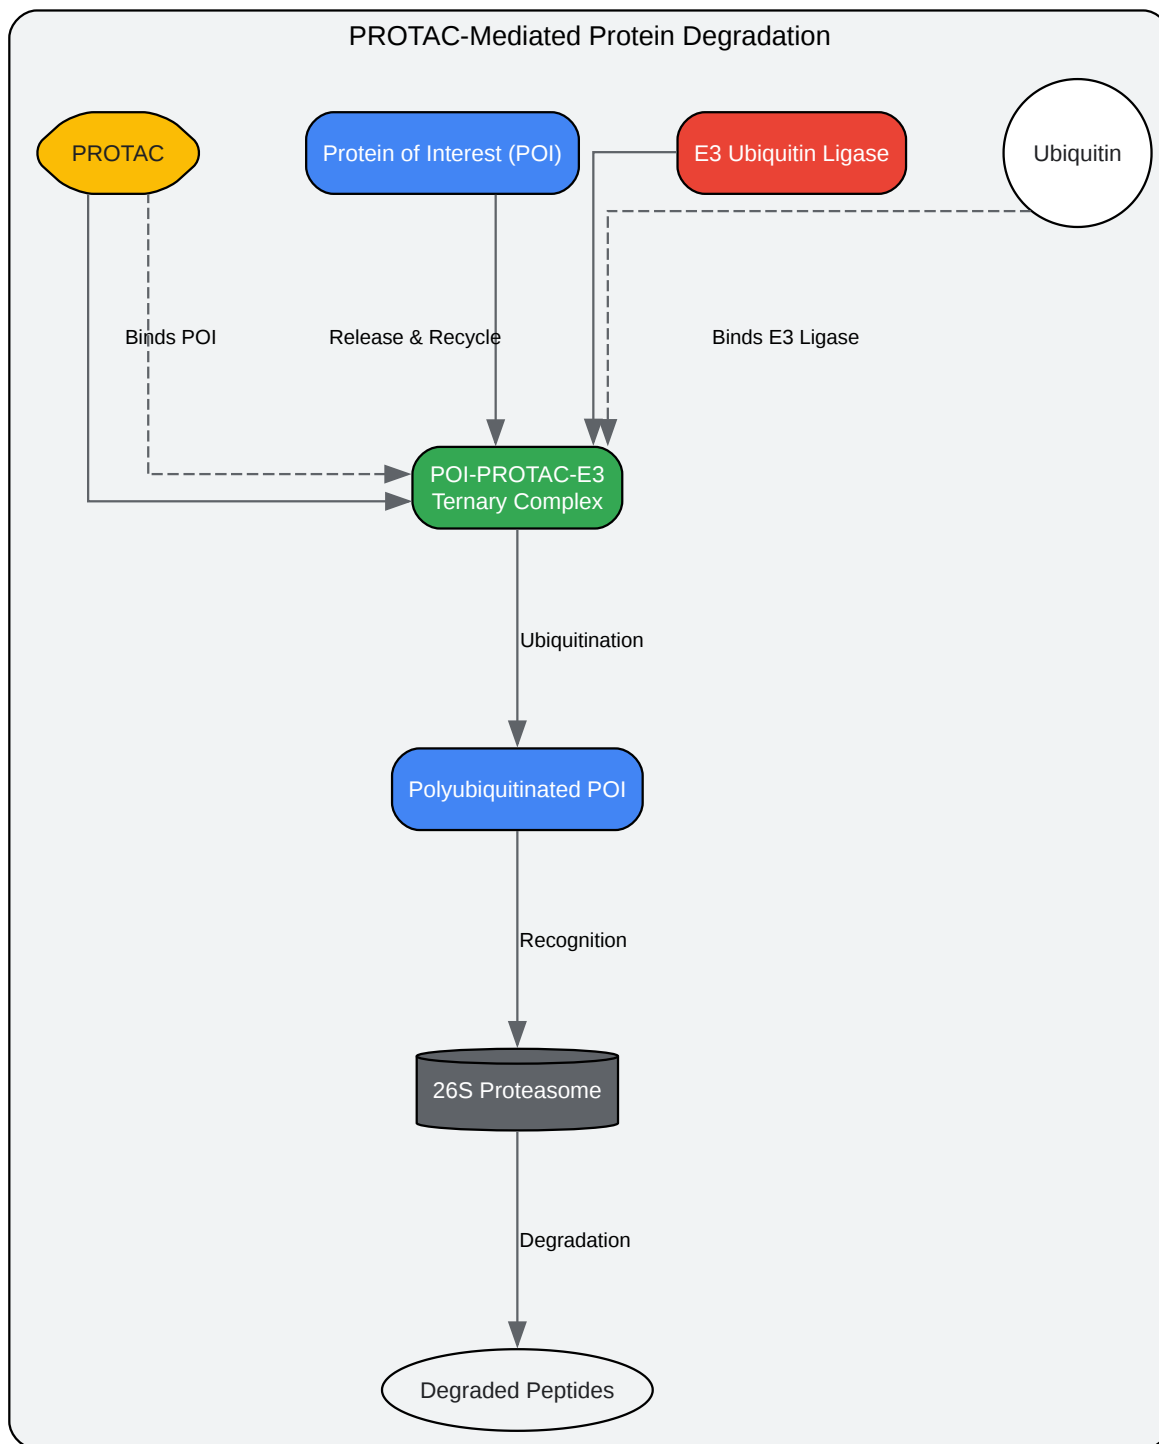 PROTAC-Mediated Protein Degradation
PROTAC
Protein of Interest (POI)
E3 Ubiquitin Ligase
Ubiquitin
Binds POI
Release & Recycle
Binds E3 Ligase
POI-PROTAC-E3
Ternary Complex
Ubiquitination
Polyubiquitinated POI
Recognition
26S Proteasome
Degradation
Degraded Peptides